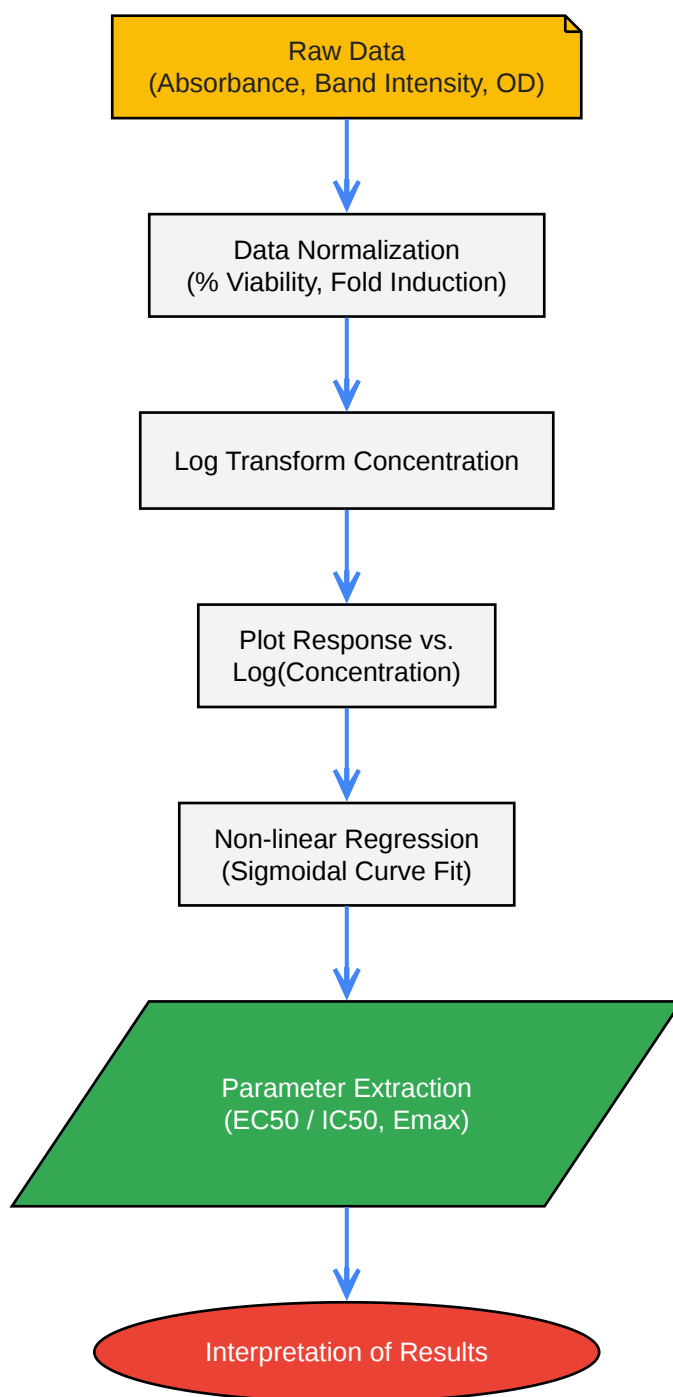 Raw Data
(Absorbance, Band Intensity, OD)
Data Normalization
(% Viability, Fold Induction)
Log Transform Concentration
Plot Response vs.
Log(Concentration)
Non-linear Regression
(Sigmoidal Curve Fit)
Parameter Extraction
(EC50 / IC50, Emax)
Interpretation of Results